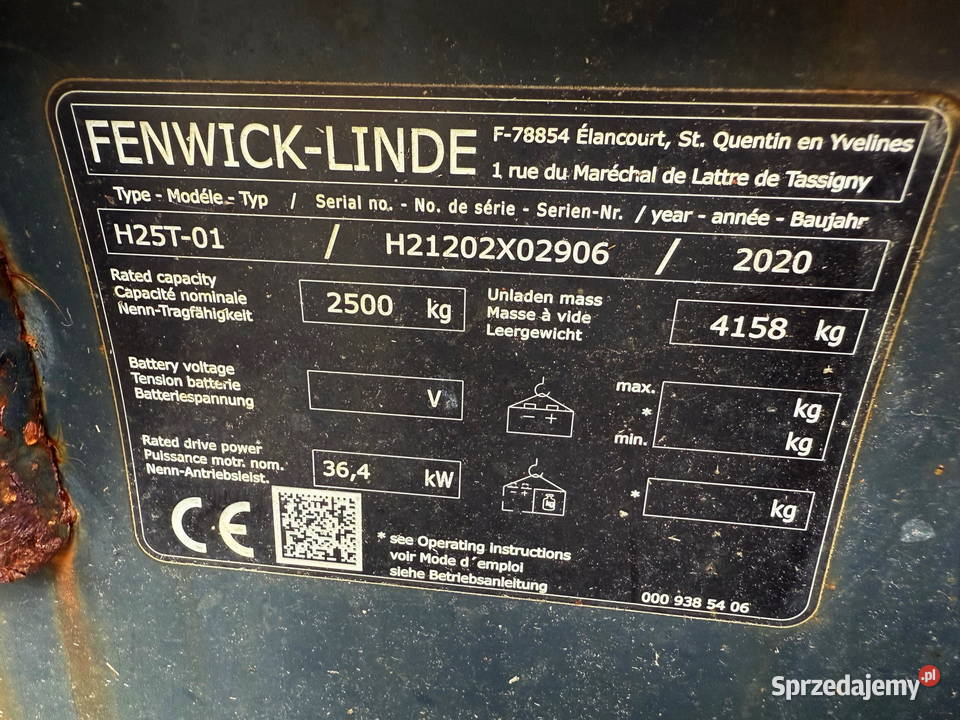 FENWICK-LINDE
F-78854 Élancourt, St. Quentin en Yvelines
1 rue du Maréchal de Lattre de Tassigny
Type - Modéle - Typ / Serial no. - No. de série - Serien-Nr. / year - année - Baujahr
H25T-01 / H21202X02906 / 2020
Rated capacity
Capacité nominale
Nenn-Tragfähigkeit
2500 kg
Unladen mass
Masse à vide
Leergewicht
4158 kg
Battery voltage
Tension batterie
Batteriespannung
V
max.
*
min.
kg
kg
Rated drive power
Puissance motr. nom.
Nenn-Antriebsleist.
36,4 kW
kg
*
kg
CE
* see Operating instructions
voir Mode d´emploi
siehe Betriebsanleitung
000 938 54 06
Sprzedajemy.pl